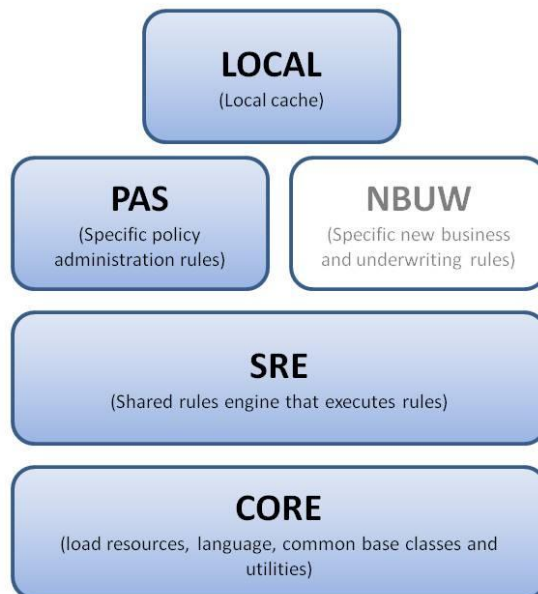 LOCAL
(Local cache)
PAS
(Specific policy
administration rules)
NBUW
(Specific new business
and underwriting rules)
SRE
(Shared rules engine that executes rules)
CORE
(load resources, language, common base classes and
utilities)